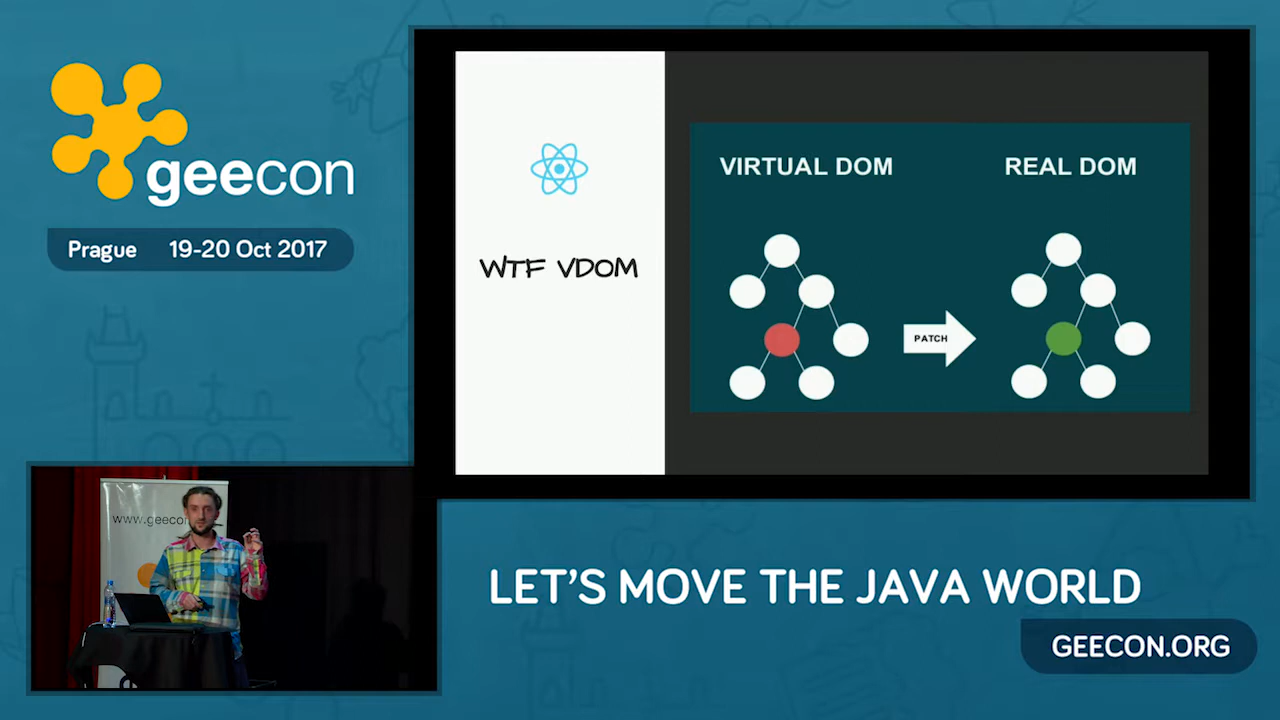 geecon
Prague 19-20 Oct 2017
WTF VDOM
VIRTUAL DOM
REAL DOM
PATCH
www.geecon
LET'S MOVE THE JAVA WORLD
GEECON.ORG